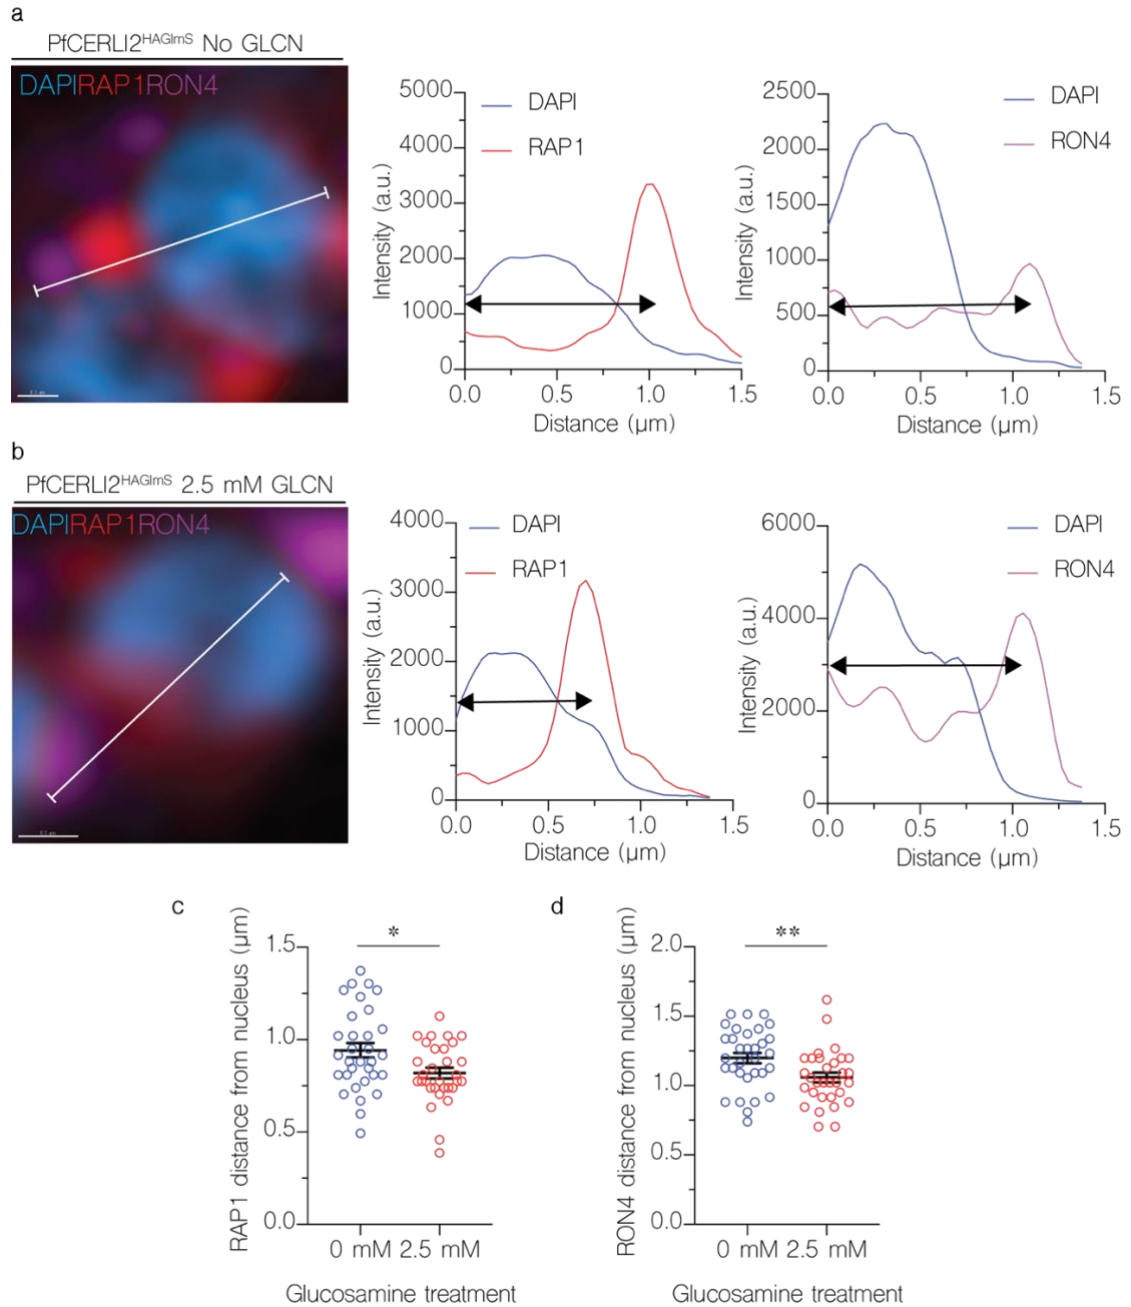 a
PfCERLI2HAGlmS No GLCN
DAPIRAP1RON4
5000
4000
3000
2000
1000
0
Intensity (a.u.)
DAPI
RAP1
0.0 0.5 1.0 1.5
Distance (µm)
2500
2000
1500
1000
500
0
Intensity (a.u.)
DAPI
RON4
0.0 0.5 1.0 1.5
Distance (µm)
b
PfCERLI2HAGlmS 2.5 mM GLCN
DAPIRAP1RON4
4000
3000
2000
1000
0
Intensity (a.u.)
DAPI
RAP1
0.0 0.5 1.0 1.5
Distance (µm)
6000
4000
2000
0
Intensity (a.u.)
DAPI
RON4
0.0 0.5 1.0 1.5
Distance (µm)
c
RAP1 distance from nucleus (µm)
1.5
1.0
0.5
0.0
*
0 mM 2.5 mM
Glucosamine treatment
d
RON4 distance from nucleus (µm)
2.0
1.5
1.0
0.5
0.0
**
0 mM 2.5 mM
Glucosamine treatment